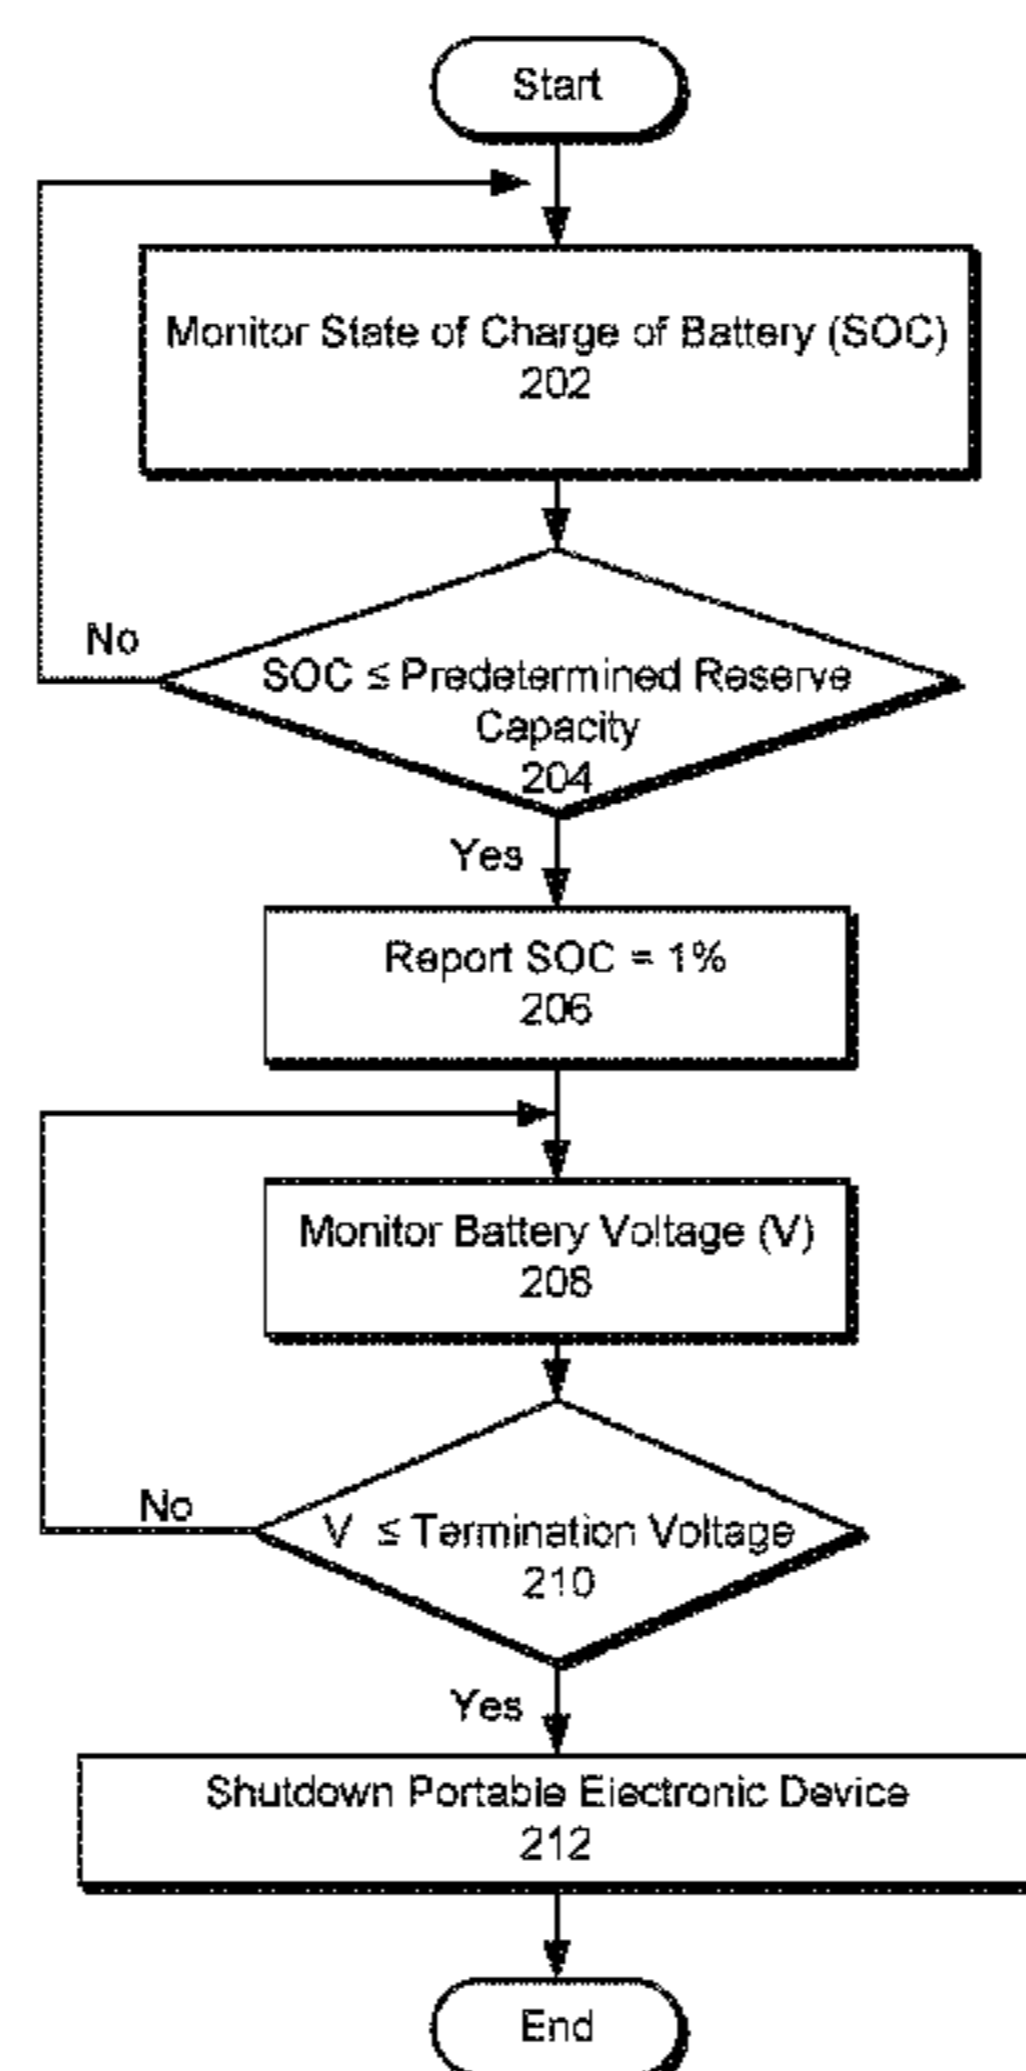 Start
Monitor State of Charge of Battery (SOC)
202
No
SOC ≤ Predetermined Reserve
Capacity
204
Yes
Report SOC = 1%
206
Monitor Battery Voltage (V)
208
No
V ≤ Termination Voltage
210
Yes
Shutdown Portable Electronic Device
212
End